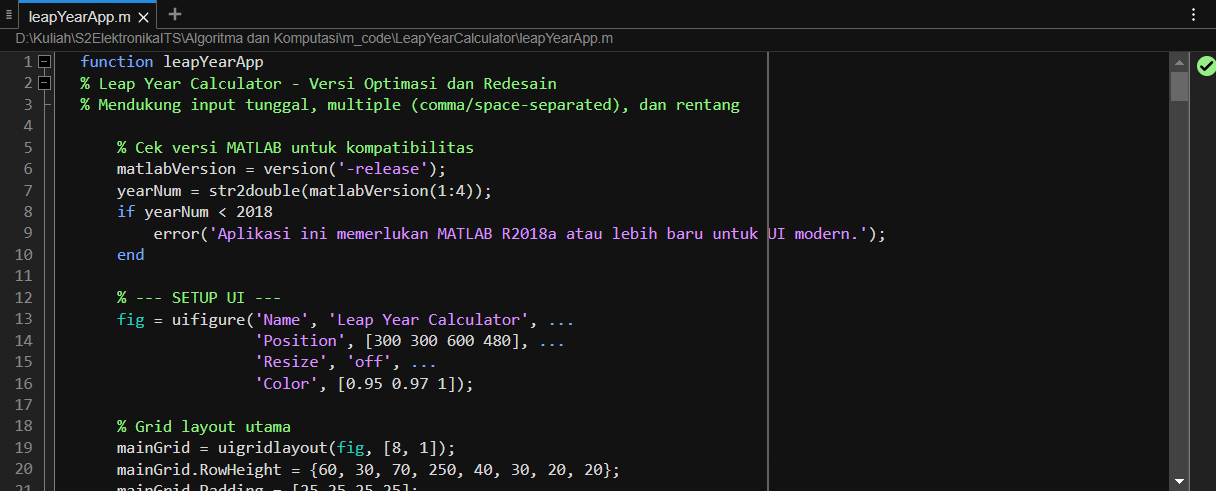 leapYearApp.m
D:\Kuliah\S2ElektronikaITS\Algoritma dan Komputasi\m_code\LeapYearCalculator\leapYearApp.m
1 function leapYearApp
2 % Leap Year Calculator - Versi Optimasi dan Redesain
3 % Mendukung input tunggal, multiple (comma/space-separated), dan rentang
4
5     % Cek versi MATLAB untuk kompatibilitas
6     matlabVersion = version('-release');
7     yearNum = str2double(matlabVersion(1:4));
8     if yearNum < 2018
9         error('Aplikasi ini memerlukan MATLAB R2018a atau lebih baru untuk UI modern.');
10     end
11
12     % --- SETUP UI ---
13     fig = uifigure('Name', 'Leap Year Calculator', ...
14                    'Position', [300 300 600 480], ...
15                    'Resize', 'off', ...
16                    'Color', [0.95 0.97 1]);
17
18     % Grid layout utama
19     mainGrid = uigridlayout(fig, [8, 1]);
20     mainGrid.RowHeight = {60, 30, 70, 250, 40, 30, 20, 20};
21     mainGrid.Padding = [25 25 25 25];